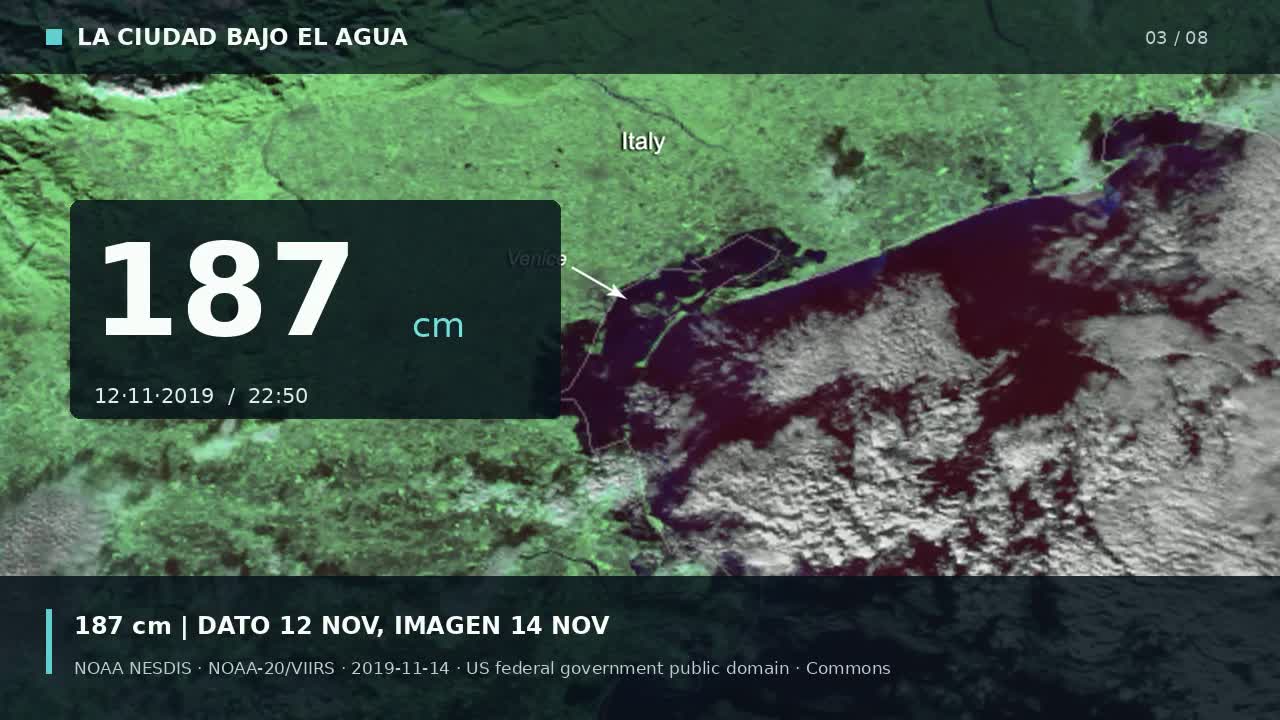 LA CIUDAD BAJO EL AGUA
03 / 08
Italy
Venice
187 cm
12·11·2019 / 22:50
187 cm | DATO 12 NOV, IMAGEN 14 NOV
NOAA NESDIS · NOAA-20/VIIRS · 2019-11-14 · US federal government public domain · Commons